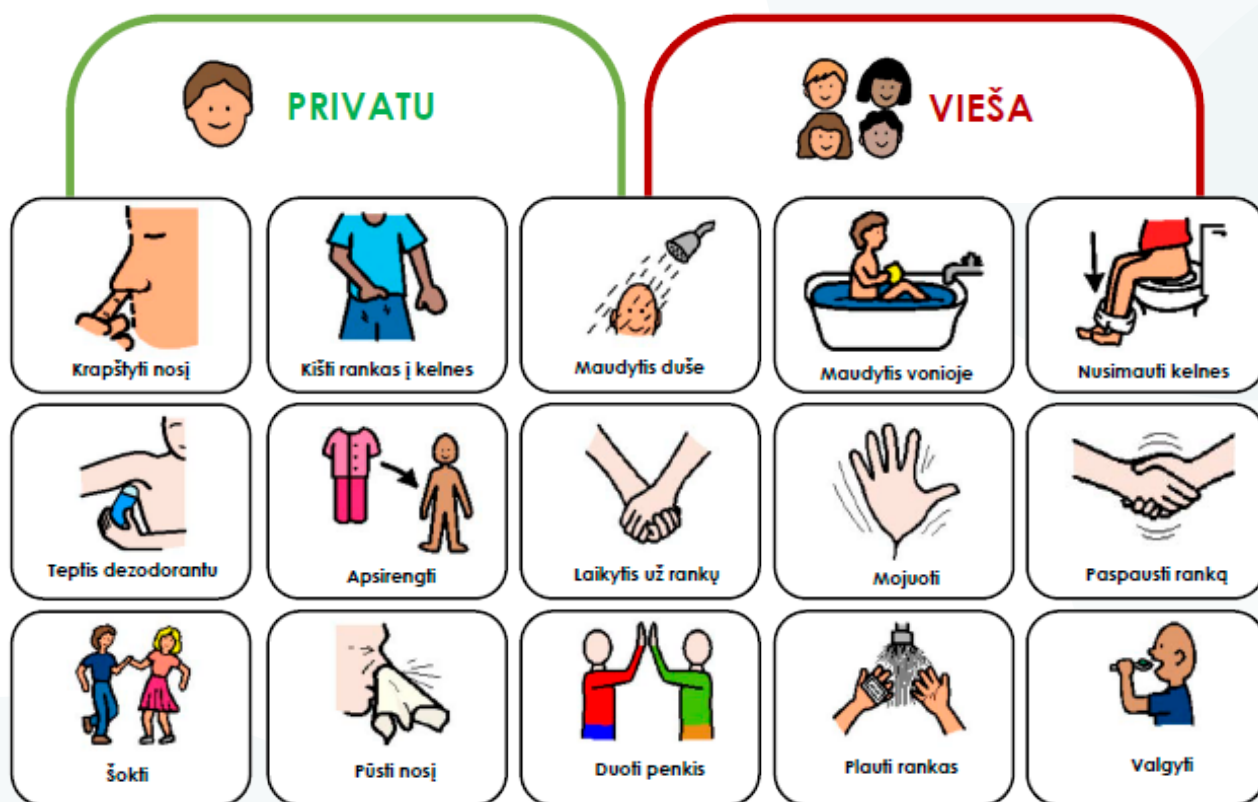 PRIVATU
VIEŠA
Krapštyti nosį
Kišti rankas į kelnes
Maudytis duše
Maudytis vonioje
Nusimauti kelnes
Teptis dezodorantu
Apsirengti
Laikytis už rankų
Mojuoti
Paspausti ranką
Šokti
Pūsti nosį
Duoti penkis
Plauti rankas
Valgyti